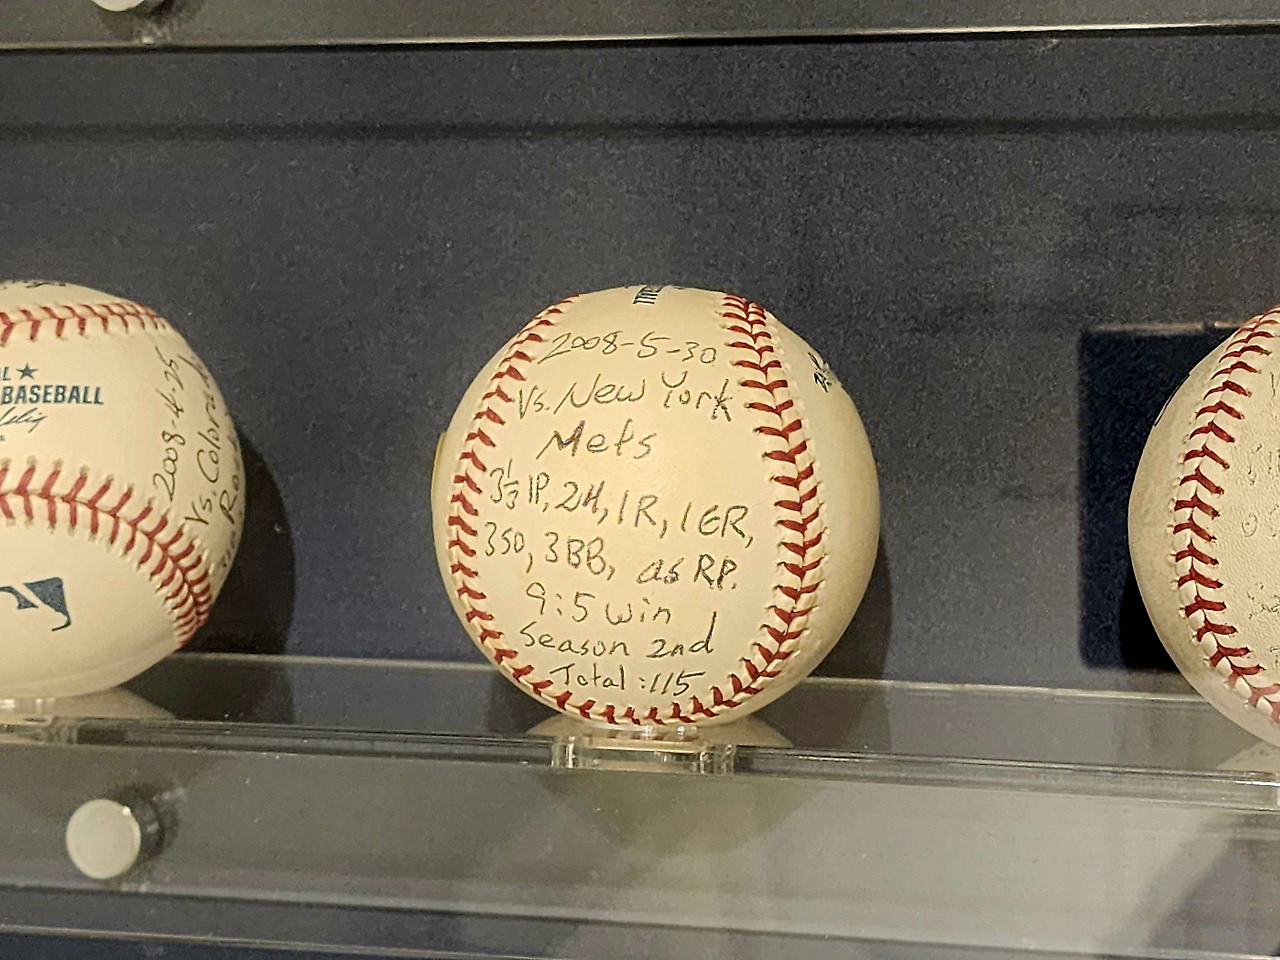 ★
BASEBALL
2008-4-25
Vs. Colorado
2008-5-30
Vs. New York
Mets
3⅓ IP, 2H, 1R, 1ER,
3SO, 3BB, as RP.
9:5 win
Season 2nd
Total :115